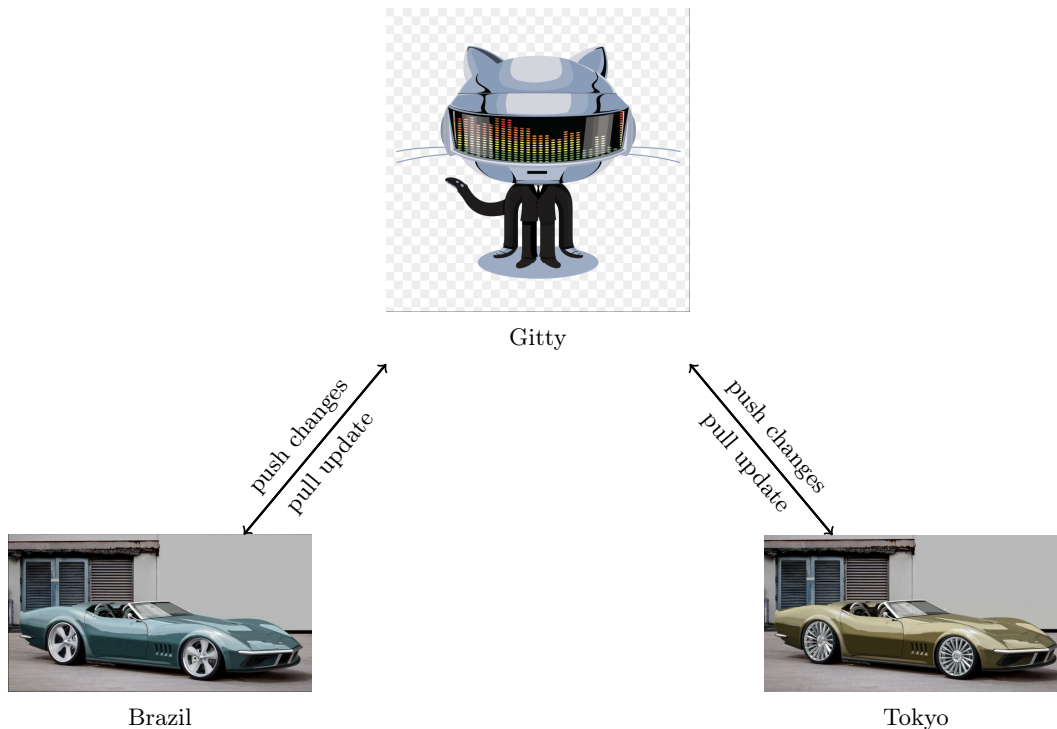 Gitty
push changes
pull update
push changes
pull update
Brazil
Tokyo